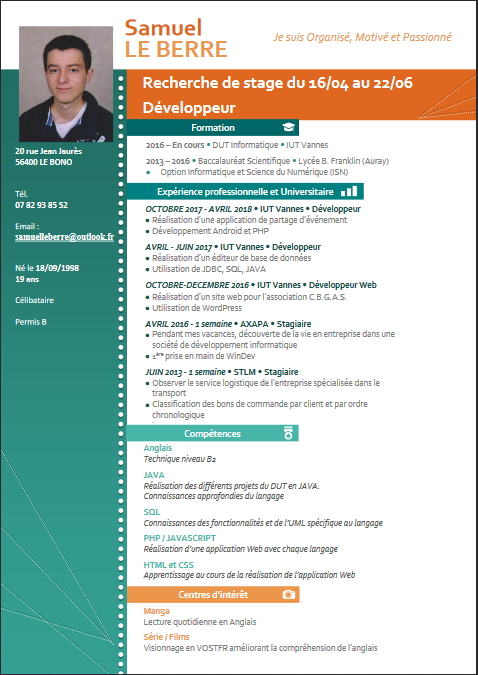 Samuel
LE BERRE
Je suis Organisé, Motivé et Passionné
Recherche de stage du 16/04 au 22/06
Développeur
20 rue Jean Jaurès
56400 LE BONO
Tél.
07 82 93 85 52
Email :
samuelleberre@outlook.fr
Né le 18/09/1998
19 ans
Célibataire
Permis B
Formation
2016 – En cours • DUT Informatique • IUT Vannes
2013 – 2016 • Baccalauréat Scientifique • Lycée B. Franklin (Auray)
• Option Informatique et Science du Numérique (ISN)
Expérience professionnelle et Universitaire
OCTOBRE 2017 - AVRIL 2018 • IUT Vannes • Développeur
• Réalisation d'une application de partage d'événement
• Développement Android et PHP
AVRIL - JUIN 2017 • IUT Vannes • Développeur
• Réalisation d'un éditeur de base de données
• Utilisation de JDBC, SQL, JAVA
OCTOBRE-DECEMBRE 2016 • IUT Vannes • Développeur Web
• Réalisation d'un site web pour l'association C.B.G.A.S.
• Utilisation de WordPress
AVRIL 2016 - 1 semaine • AXAPA • Stagiaire
• Pendant mes vacances, découverte de la vie en entreprise dans une
société de développement informatique
• 1ère prise en main de WinDev
JUIN 2013 - 1 semaine • STLM • Stagiaire
• Observer le service logistique de l'entreprise spécialisée dans le
transport
• Classification des bons de commande par client et par ordre
chronologique
Compétences
Anglais
Technique niveau B2
JAVA
Réalisation des différents projets du DUT en JAVA.
Connaissances approfondies du langage
SQL
Connaissances des fonctionnalités et de l'UML spécifique au langage
PHP / JAVASCRIPT
Réalisation d'une application Web avec chaque langage
HTML et CSS
Apprentissage au cours de la réalisation de l'application Web
Centres d'intérêt
Manga
Lecture quotidienne en Anglais
Série / Films
Visionnage en VOSTFR améliorant la compréhension de l'anglais